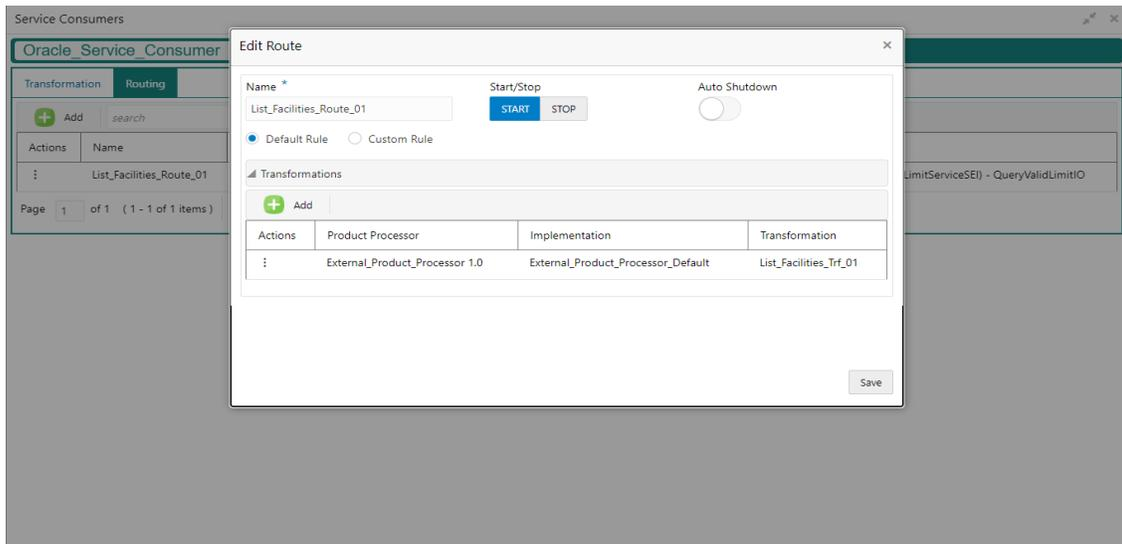 Service Consumers
Oracle_Service_Consumer
Transformation Routing
Add search
Actions Name
List_Facilities_Route_01
LimitServiceSEI) - QueryValidLimitIO
Page 1 of 1 ( 1 - 1 of 1 items )
Edit Route
Name * Start/Stop Auto Shutdown
List_Facilities_Route_01 START STOP
Default Rule Custom Rule
Transformations
Add
Actions Product Processor Implementation Transformation
External_Product_Processor 1.0 External_Product_Processor_Default List_Facilities_Trf_01
Save